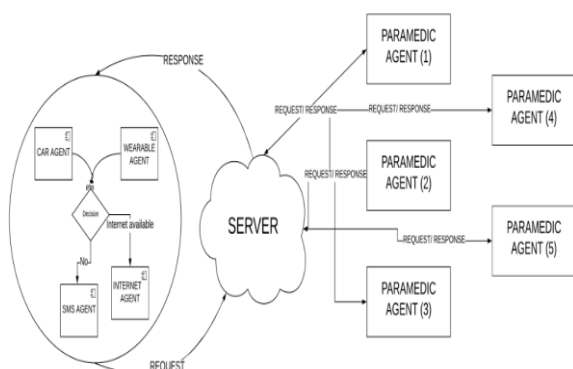 RESPONSE
CAR AGENT
WEARABLE
AGENT
Decision
Internet available
No
SMS AGENT
INTERNET
AGENT
REQUEST
SERVER
PARAMEDIC
AGENT (1)
REQUEST/ RESPONSE
REQUEST/ RESPONSE
PARAMEDIC
AGENT (4)
REQUEST/ RESPONSE
PARAMEDIC
AGENT (2)
REQUEST/ RESPONSE
PARAMEDIC
AGENT (5)
PARAMEDIC
AGENT (3)